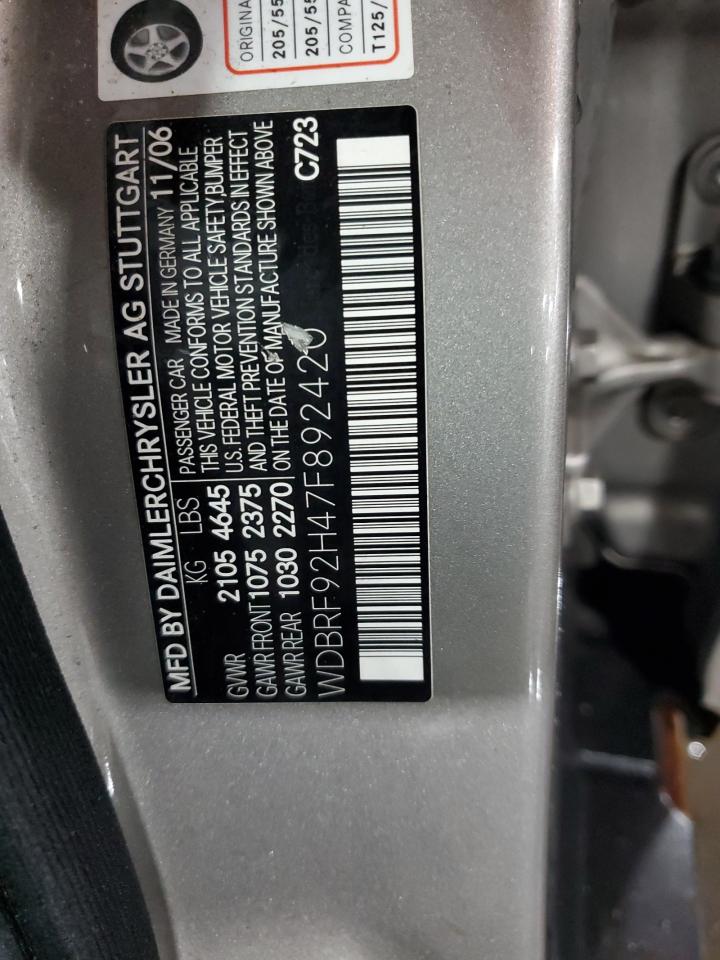 ORIGINA
205/55
205/55
COMPA
T125/
MFD BY DAIMLERCHRYSLER AG STUTTGART
KG LBS PASSENGER CAR MADE IN GERMANY 11/06
GVWR 2105 4645 THIS VEHICLE CONFORMS TO ALL APPLICABLE
GAWR FRONT 1075 2375 U.S. FEDERAL MOTOR VEHICLE SAFETY, BUMPER
GAWR REAR 1030 2270 AND THEFT PREVENTION STANDARDS IN EFFECT
ON THE DATE OF MANUFACTURE SHOWN ABOVE
WDBRF92H47F892420 C723